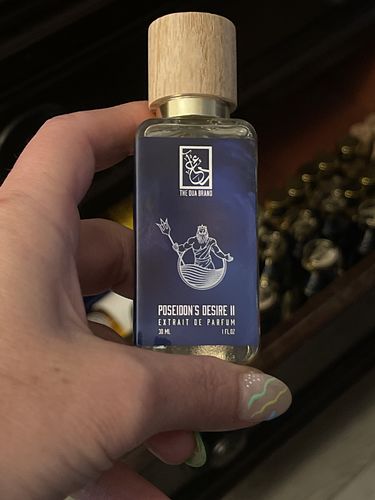 THE DUA BRAND
POSEIDON'S DESIRE II
EXTRAIT DE PARFUM
30 ML 1 FL OZ